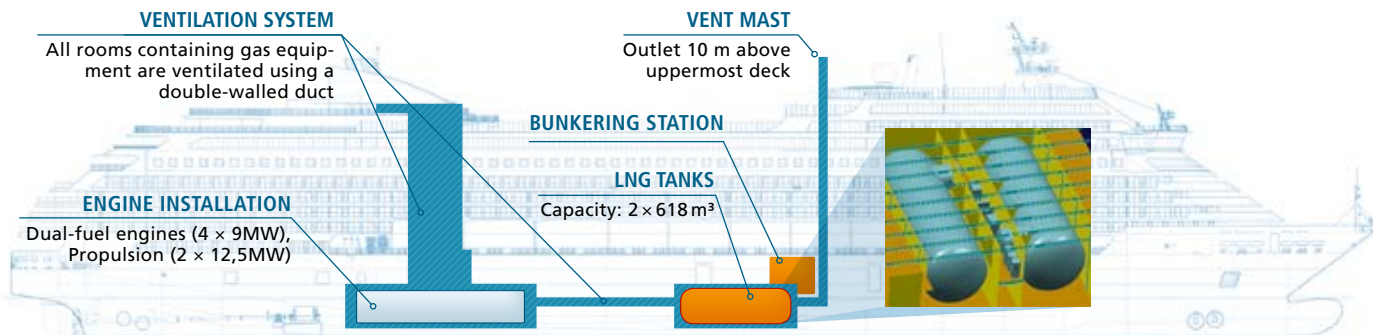 VENTILATION SYSTEM
All rooms containing gas equip-
ment are ventilated using a
double-walled duct
VENT MAST
Outlet 10 m above
uppermost deck
BUNKERING STATION
LNG TANKS
Capacity: 2 × 618 m³
ENGINE INSTALLATION
Dual-fuel engines (4 × 9MW),
Propulsion (2 × 12,5MW)